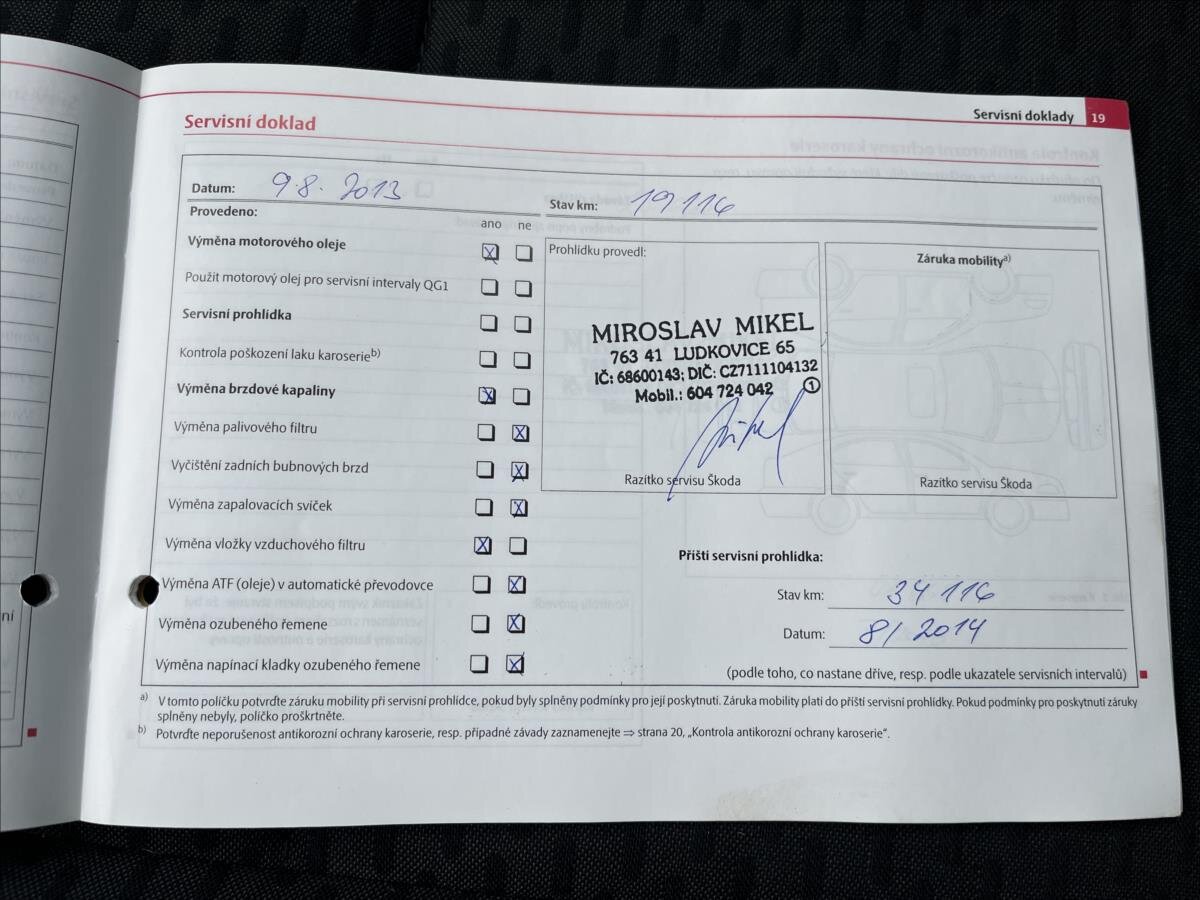 Servisní doklady 19
Servisní doklad
Datum: 9.8. 2013
Stav km: 19116
Provedeno:
ano ne
Výměna motorového oleje
Použit motorový olej pro servisní intervaly QG1
Servisní prohlídka
Kontrola poškození laku karoserieb)
Výměna brzdové kapaliny
Výměna palivového filtru
Vyčištění zadních bubnových brzd
Výměna zapalovacích svíček
Výměna vložky vzduchového filtru
Výměna ATF (oleje) v automatické převodovce
Výměna ozubeného řemene
Výměna napínací kladky ozubeného řemene
Prohlídku provedl:
MIROSLAV MIKEL
763 41 LUDKOVICE 65
IČ: 68600143; DIČ: CZ7111104132
Mobil.: 604 724 042 1
Mikel
Razítko servisu Škoda
Záruka mobilitya)
Razítko servisu Škoda
Příští servisní prohlídka:
Stav km: 34 116
Datum: 8/ 2014
(podle toho, co nastane dříve, resp. podle ukazatele servisních intervalů)
a) V tomto políčku potvrďte záruku mobility při servisní prohlídce, pokud byly splněny podmínky pro její poskytnutí. Záruka mobility platí do příští servisní prohlídky. Pokud podmínky pro poskytnutí záruky
splněny nebyly, políčko proškrtněte.
b) Potvrďte neporušenost antikorozní ochrany karoserie, resp. případné závady zaznamenejte ⇒ strana 20, „Kontrola antikorozní ochrany karoserie“.